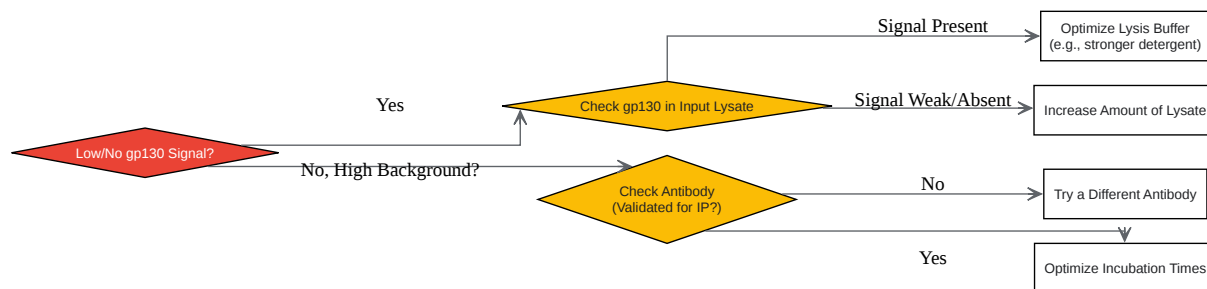 Signal Present
Optimize Lysis Buffer
(e.g., stronger detergent)
Yes
Check gp130 in Input Lysate
Signal Weak/Absent
Increase Amount of Lysate
Low/No gp130 Signal?
No, High Background?
Check Antibody
(Validated for IP?)
No
Try a Different Antibody
Yes
Optimize Incubation Times